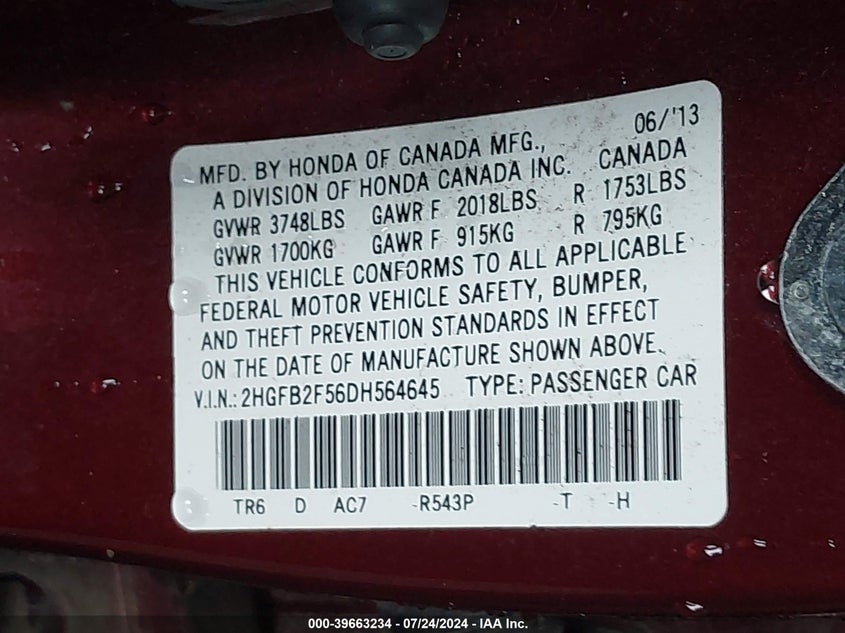 06/'13
MFD. BY HONDA OF CANADA MFG.,
A DIVISION OF HONDA CANADA INC. CANADA
GVWR 3748LBS GAWR F 2018LBS R 1753LBS
GVWR 1700KG GAWR F 915KG R 795KG
THIS VEHICLE CONFORMS TO ALL APPLICABLE
FEDERAL MOTOR VEHICLE SAFETY, BUMPER,
AND THEFT PREVENTION STANDARDS IN EFFECT
ON THE DATE OF MANUFACTURE SHOWN ABOVE.
V.I.N.: 2HGFB2F56DH564645 TYPE: PASSENGER CAR
TR6 D AC7 -R543P -T -H
000-39663234 - 07/24/2024 - IAA Inc.